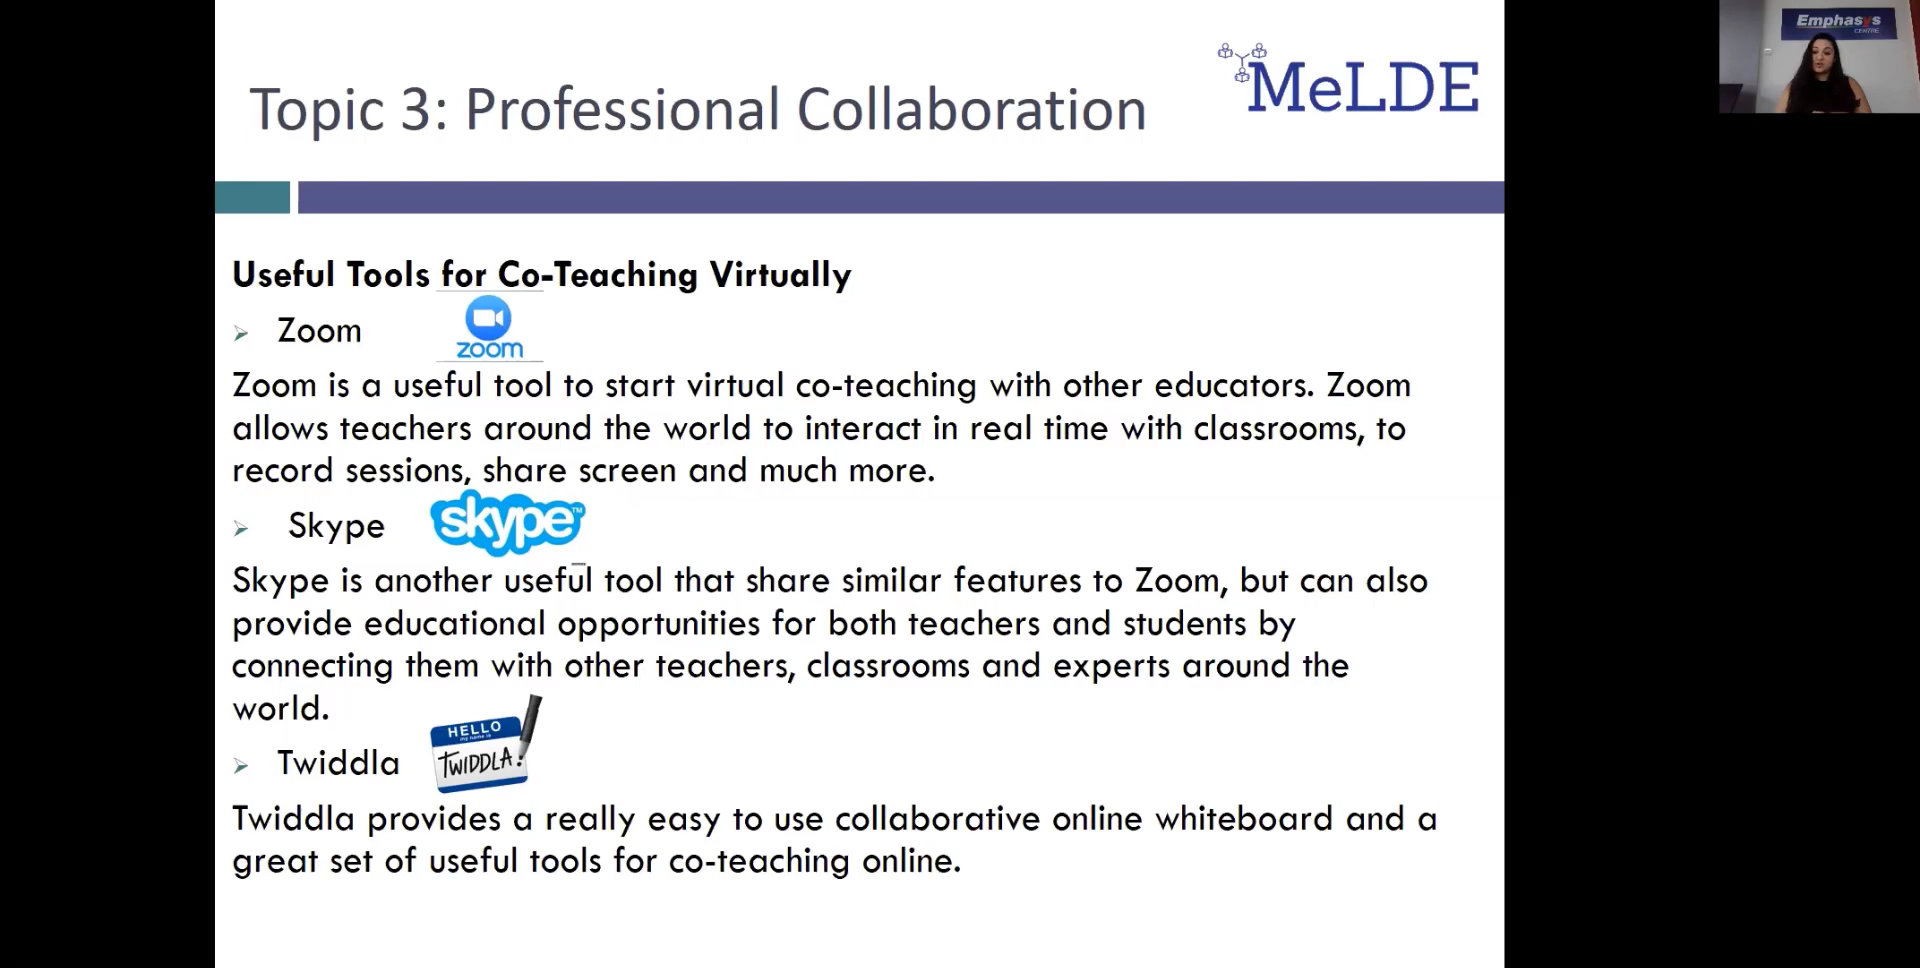 Topic 3: Professional Collaboration
MeLDE
Emphasys
CENTRE
Useful Tools for Co-Teaching Virtually
Zoom
zoom
Zoom is a useful tool to start virtual co-teaching with other educators. Zoom
allows teachers around the world to interact in real time with classrooms, to
record sessions, share screen and much more.
Skype
skype™
Skype is another useful tool that share similar features to Zoom, but can also
provide educational opportunities for both teachers and students by
connecting them with other teachers, classrooms and experts around the
world.
Twiddla
HELLO
my name is
TWIDDLA!
Twiddla provides a really easy to use collaborative online whiteboard and a
great set of useful tools for co-teaching online.